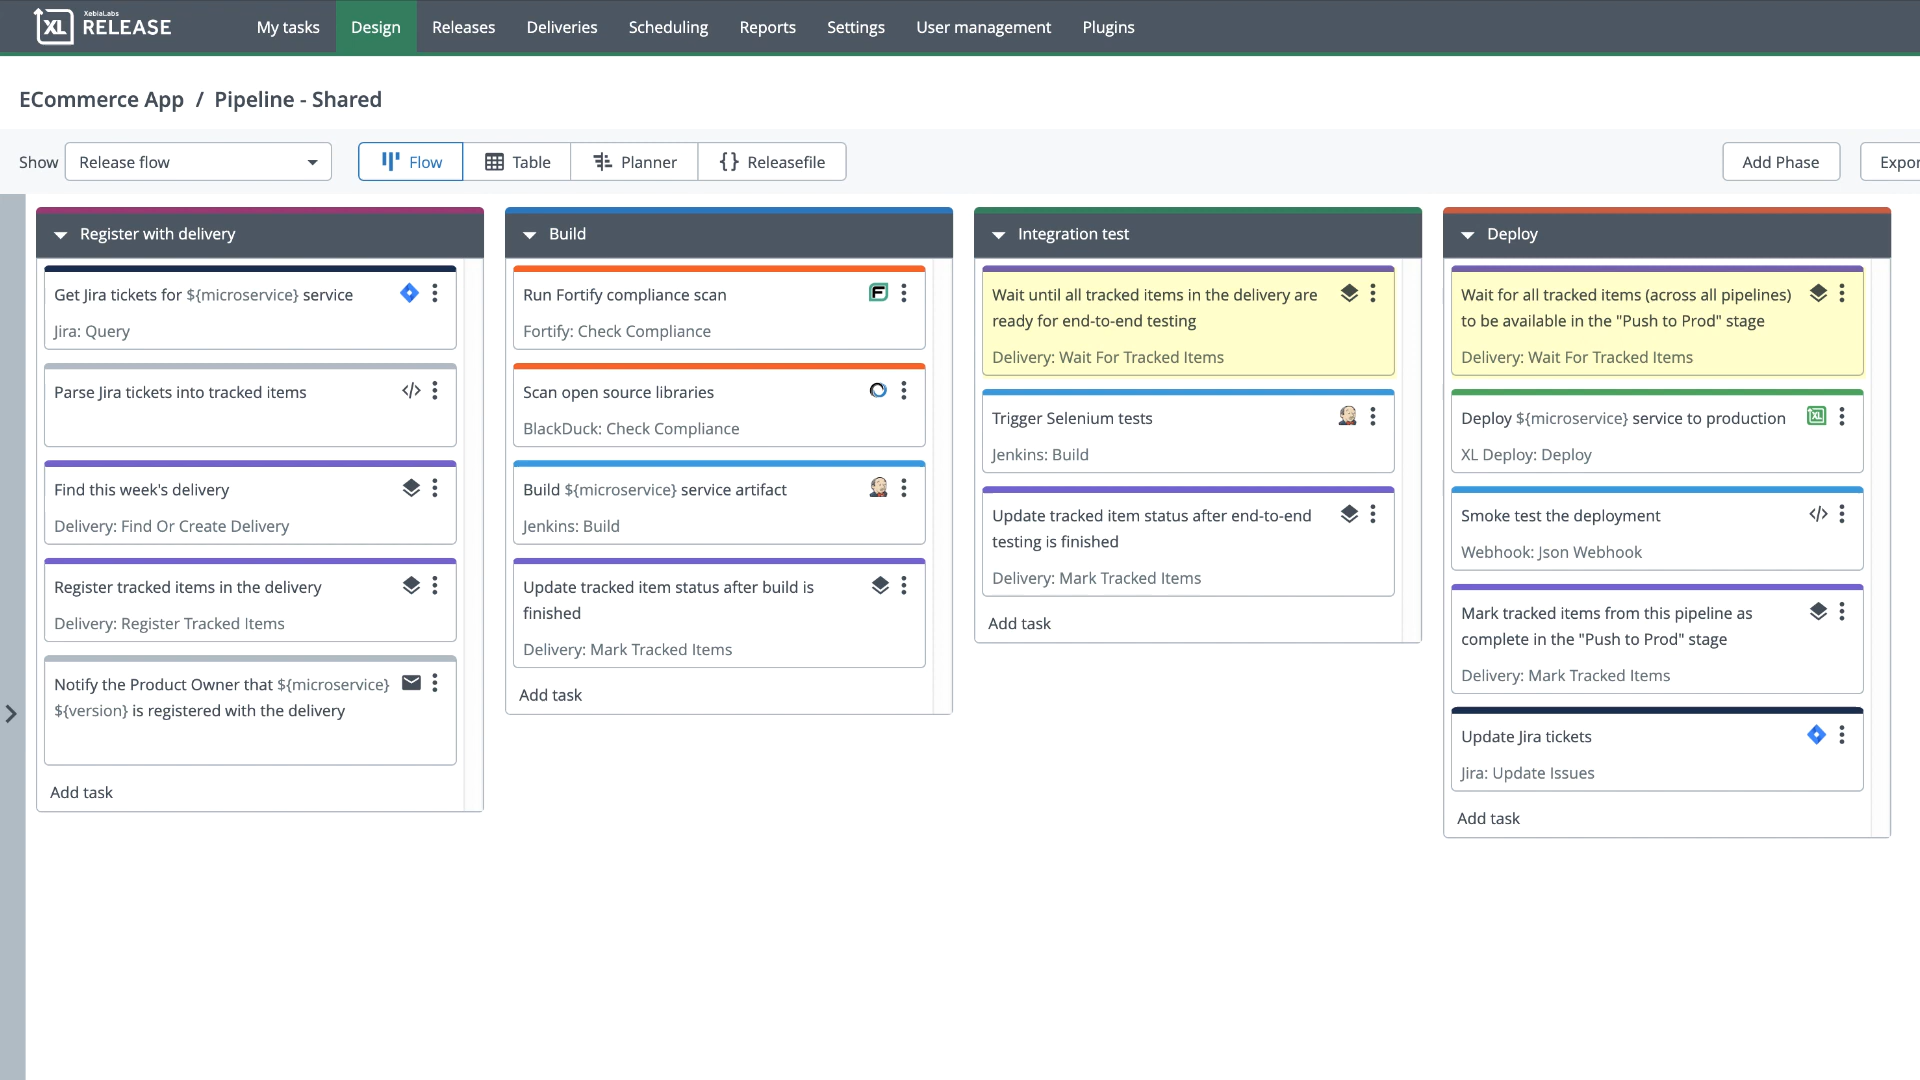 XebiaLabs
XL RELEASE
My tasks
Design
Releases
Deliveries
Scheduling
Reports
Settings
User management
Plugins
ECommerce App / Pipeline - Shared
Show
Release flow
Flow
Table
Planner
Releasefile
Add Phase
Expor
Register with delivery
Get Jira tickets for ${microservice} service
Jira: Query
Parse Jira tickets into tracked items
Find this week's delivery
Delivery: Find Or Create Delivery
Register tracked items in the delivery
Delivery: Register Tracked Items
Notify the Product Owner that ${microservice}
${version} is registered with the delivery
Add task
Build
Run Fortify compliance scan
Fortify: Check Compliance
Scan open source libraries
BlackDuck: Check Compliance
Build ${microservice} service artifact
Jenkins: Build
Update tracked item status after build is
finished
Delivery: Mark Tracked Items
Add task
Integration test
Wait until all tracked items in the delivery are
ready for end-to-end testing
Delivery: Wait For Tracked Items
Trigger Selenium tests
Jenkins: Build
Update tracked item status after end-to-end
testing is finished
Delivery: Mark Tracked Items
Add task
Deploy
Wait for all tracked items (across all pipelines)
to be available in the "Push to Prod" stage
Delivery: Wait For Tracked Items
Deploy ${microservice} service to production
XL
XL Deploy: Deploy
Smoke test the deployment
Webhook: Json Webhook
Mark tracked items from this pipeline as
complete in the "Push to Prod" stage
Delivery: Mark Tracked Items
Update Jira tickets
Jira: Update Issues
Add task